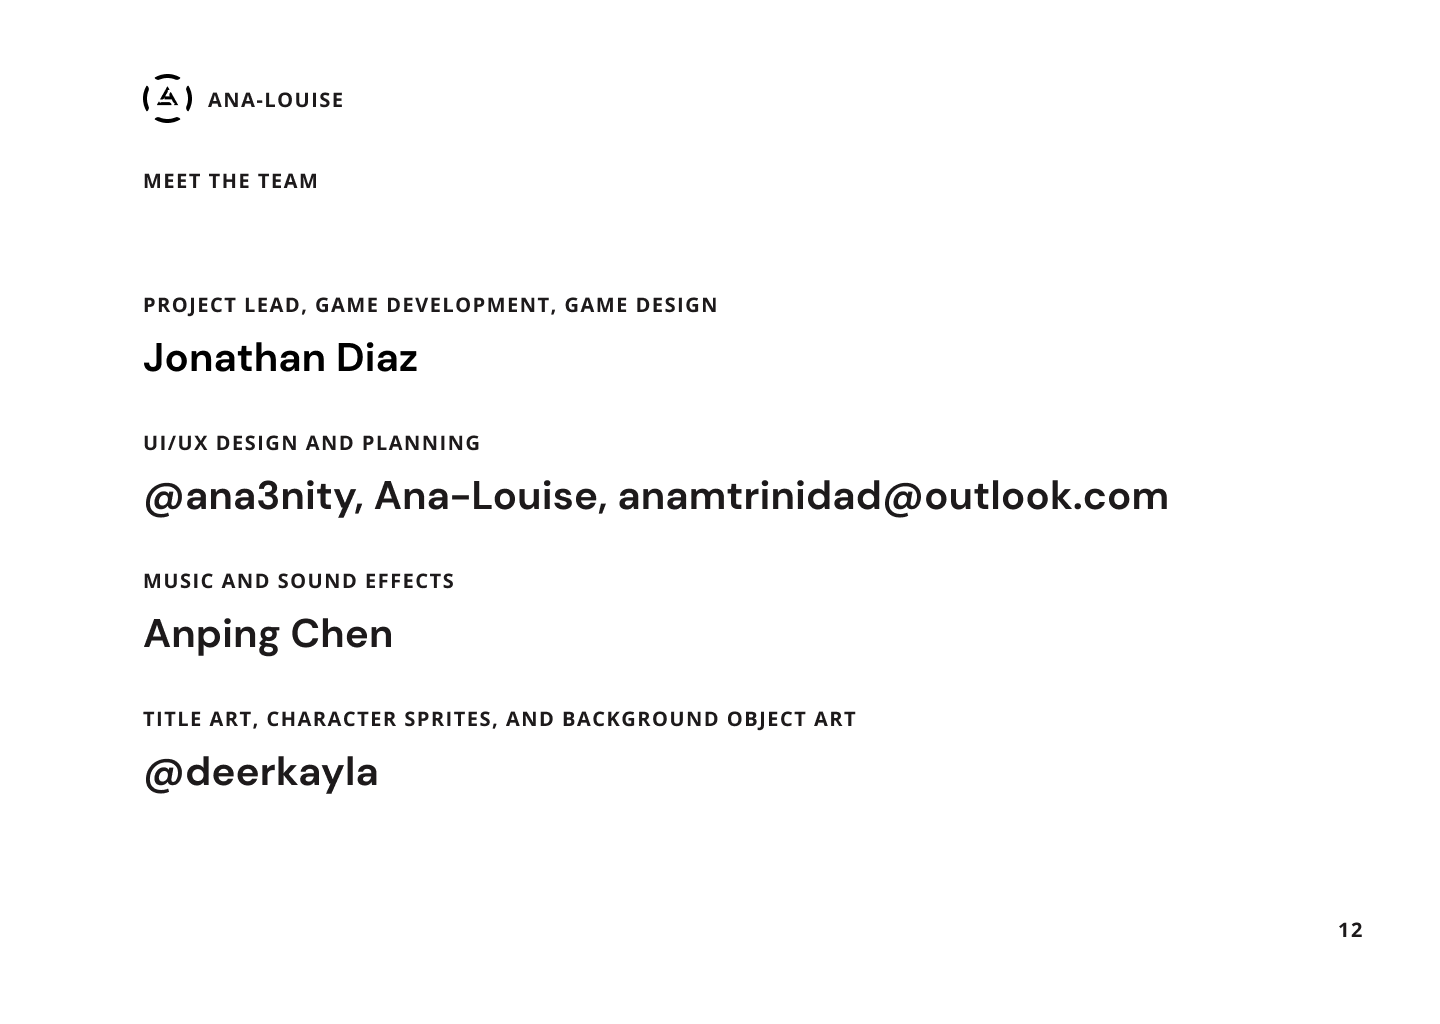 ANA-LOUISE
MEET THE TEAM
PROJECT LEAD, GAME DEVELOPMENT, GAME DESIGN
Jonathan Diaz
UI/UX DESIGN AND PLANNING
@ana3nity, Ana-Louise, anamtrinidad@outlook.com
MUSIC AND SOUND EFFECTS
Anping Chen
TITLE ART, CHARACTER SPRITES, AND BACKGROUND OBJECT ART
@deerkayla
12